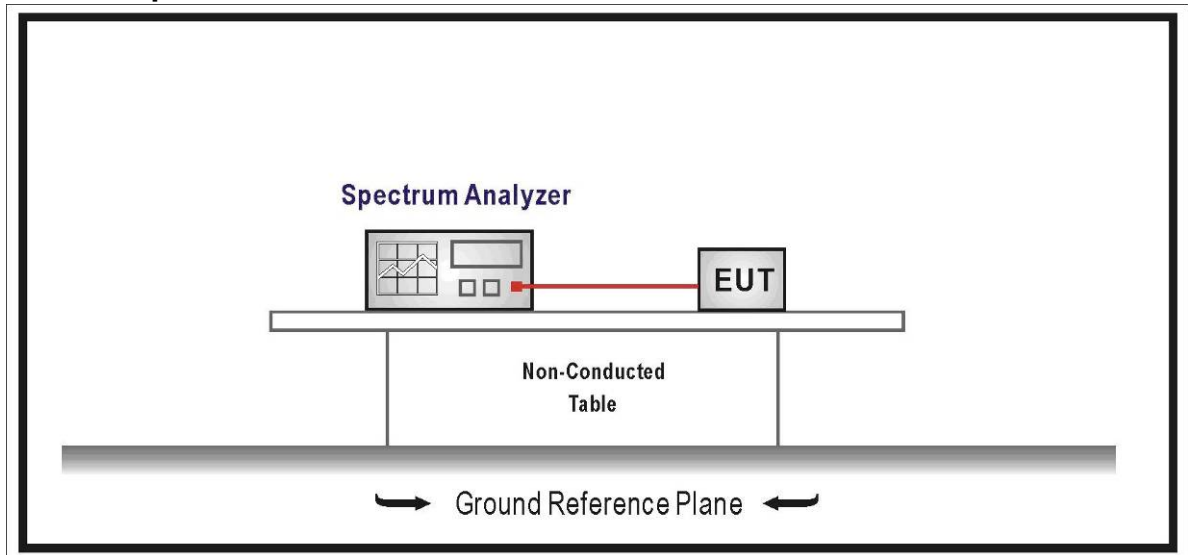 Spectrum Analyzer
EUT
Non-Conducted
Table
Ground Reference Plane